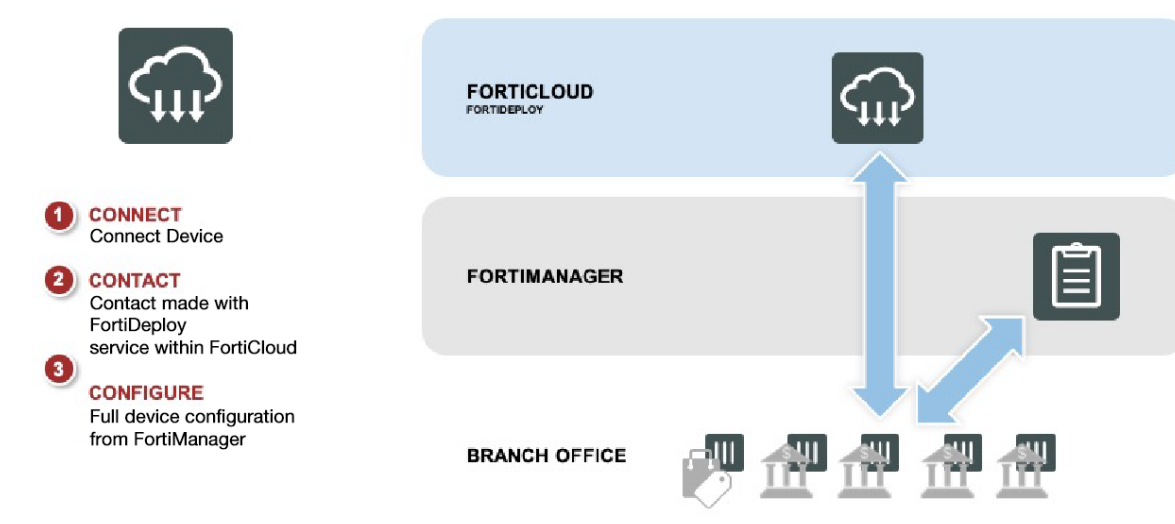 1 CONNECT
Connect Device
2 CONTACT
Contact made with
FortiDeploy
service within FortiCloud
3
CONFIGURE
Full device configuration
from FortiManager
FORTICLOUD
FORTIDEPLOY
FORTIMANAGER
BRANCH OFFICE
$ $ $ $